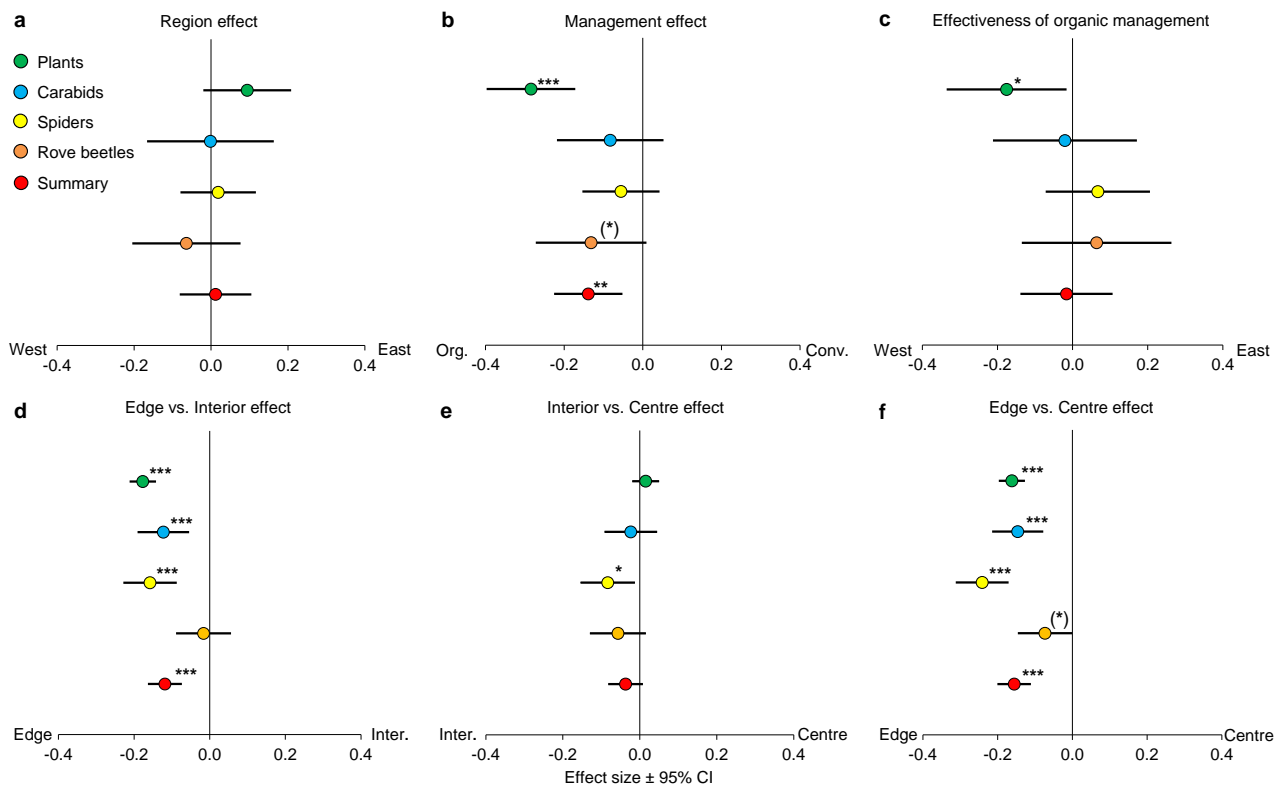 a Region effect
Plants
Carabids
Spiders
Rove beetles
Summary
West East
-0.4 -0.2 0.0 0.2 0.4
b Management effect
***
(*)
**
Org. Conv.
-0.4 -0.2 0.0 0.2 0.4
c Effectiveness of organic management
*
West East
-0.4 -0.2 0.0 0.2 0.4
d Edge vs. Interior effect
***
***
***
***
Edge Inter.
-0.4 -0.2 0.0 0.2 0.4
e Interior vs. Centre effect
*
Inter. Centre
-0.4 -0.2 0.0 0.2 0.4
Effect size ± 95% CI
f Edge vs. Centre effect
***
***
***
(*)
***
Edge Centre
-0.4 -0.2 0.0 0.2 0.4